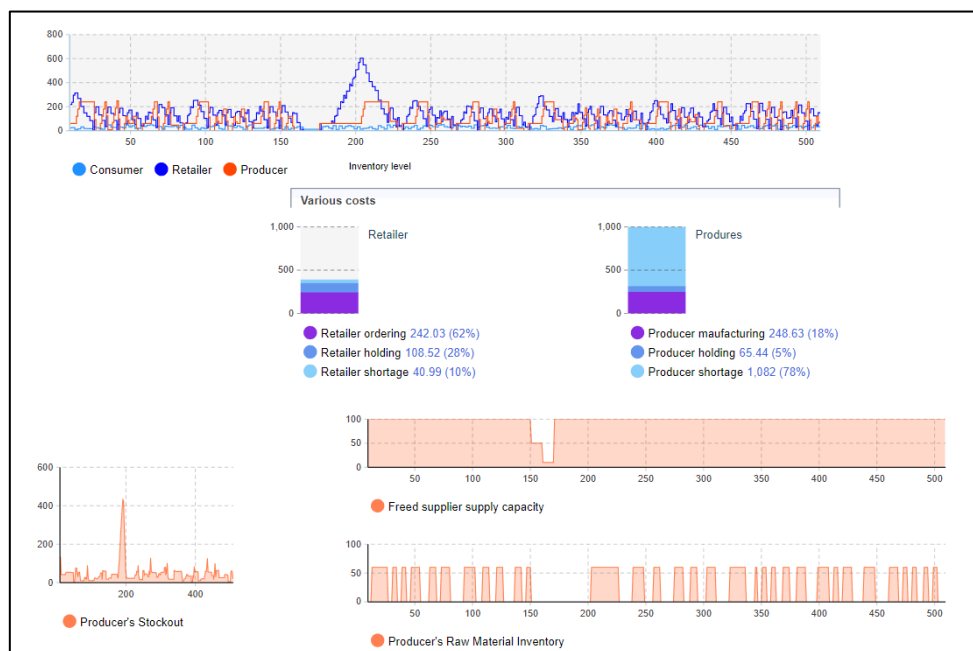 800
600
400
200
0
50 100 150 200 250 300 350 400 450 500
Consumer Retailer Producer Inventory level
Various costs
1,000 Retailer 1,000 Produres
500 500
0 0
Retailer ordering 242.03 (62%) Producer maufacturing 248.63 (18%)
Retailer holding 108.52 (28%) Producer holding 65.44 (5%)
Retailer shortage 40.99 (10%) Producer shortage 1,082 (78%)
100
50
0
50 100 150 200 250 300 350 400 450 500
Freed supplier supply capacity
600
400
200
0
200 400
Producer's Stockout
100
50
0
50 100 150 200 250 300 350 400 450 500
Producer's Raw Material Inventory